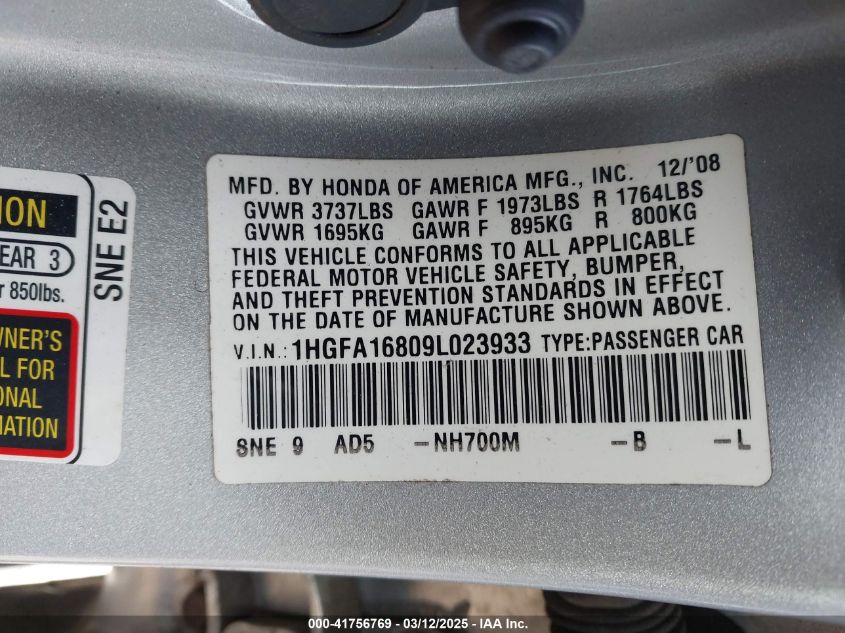 ION
EAR 3
r 850lbs.
SNE E2
WNER'S
L FOR
ONAL
MATION
MFD. BY HONDA OF AMERICA MFG., INC. 12/'08
GVWR 3737LBS GAWR F 1973LBS R 1764LBS
GVWR 1695KG GAWR F 895KG R 800KG
THIS VEHICLE CONFORMS TO ALL APPLICABLE
FEDERAL MOTOR VEHICLE SAFETY, BUMPER,
AND THEFT PREVENTION STANDARDS IN EFFECT
ON THE DATE OF MANUFACTURE SHOWN ABOVE.
V.I.N.: 1HGFA16809L023933 TYPE:PASSENGER CAR
SNE 9 AD5 -NH700M -B -L
000-41756769 - 03/12/2025 - IAA Inc.